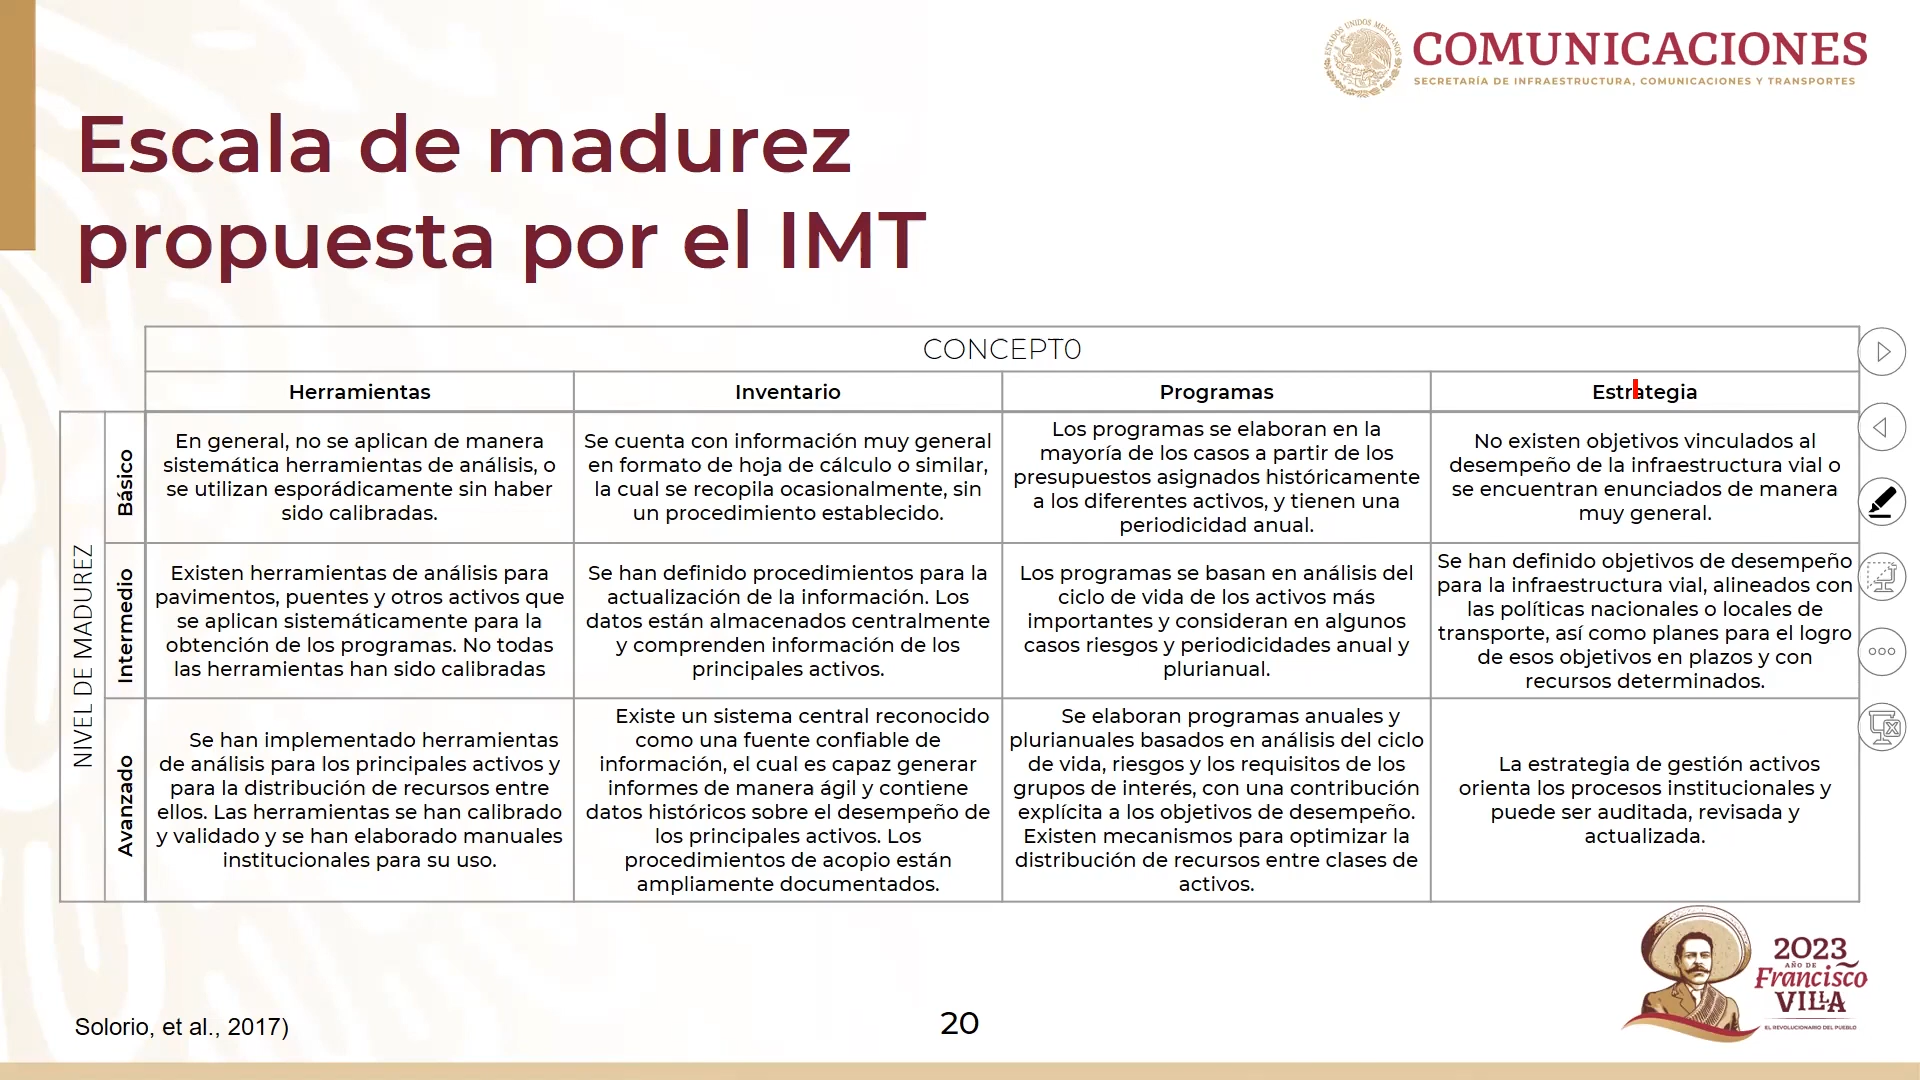 ESTADOS UNIDOS MEXICANOS
COMUNICACIONES
SECRETARÍA DE INFRAESTRUCTURA, COMUNICACIONES Y TRANSPORTES
Escala de madurez
propuesta por el IMT
CONCEPT0
Herramientas
Inventario
Programas
Estrategia
NIVEL DE MADUREZ
Básico
En general, no se aplican de manera
sistemática herramientas de análisis, o
se utilizan esporádicamente sin haber
sido calibradas.
Se cuenta con información muy general
en formato de hoja de cálculo o similar,
la cual se recopila ocasionalmente, sin
un procedimiento establecido.
Los programas se elaboran en la
mayoría de los casos a partir de los
presupuestos asignados históricamente
a los diferentes activos, y tienen una
periodicidad anual.
No existen objetivos vinculados al
desempeño de la infraestructura vial o
se encuentran enunciados de manera
muy general.
Intermedio
Existen herramientas de análisis para
pavimentos, puentes y otros activos que
se aplican sistemáticamente para la
obtención de los programas. No todas
las herramientas han sido calibradas
Se han definido procedimientos para la
actualización de la información. Los
datos están almacenados centralmente
y comprenden información de los
principales activos.
Los programas se basan en análisis del
ciclo de vida de los activos más
importantes y consideran en algunos
casos riesgos y periodicidades anual y
plurianual.
Se han definido objetivos de desempeño
para la infraestructura vial, alineados con
las políticas nacionales o locales de
transporte, así como planes para el logro
de esos objetivos en plazos y con
recursos determinados.
Avanzado
Se han implementado herramientas
de análisis para los principales activos y
para la distribución de recursos entre
ellos. Las herramientas se han calibrado
y validado y se han elaborado manuales
institucionales para su uso.
Existe un sistema central reconocido
como una fuente confiable de
información, el cual es capaz generar
informes de manera ágil y contiene
datos históricos sobre el desempeño de
los principales activos. Los
procedimientos de acopio están
ampliamente documentados.
Se elaboran programas anuales y
plurianuales basados en análisis del ciclo
de vida, riesgos y los requisitos de los
grupos de interés, con una contribución
explícita a los objetivos de desempeño.
Existen mecanismos para optimizar la
distribución de recursos entre clases de
activos.
La estrategia de gestión activos
orienta los procesos institucionales y
puede ser auditada, revisada y
actualizada.
2023
AÑO DE
Francisco
VILLA
EL REVOLUCIONARIO DEL PUEBLO
Solorio, et al., 2017)
20